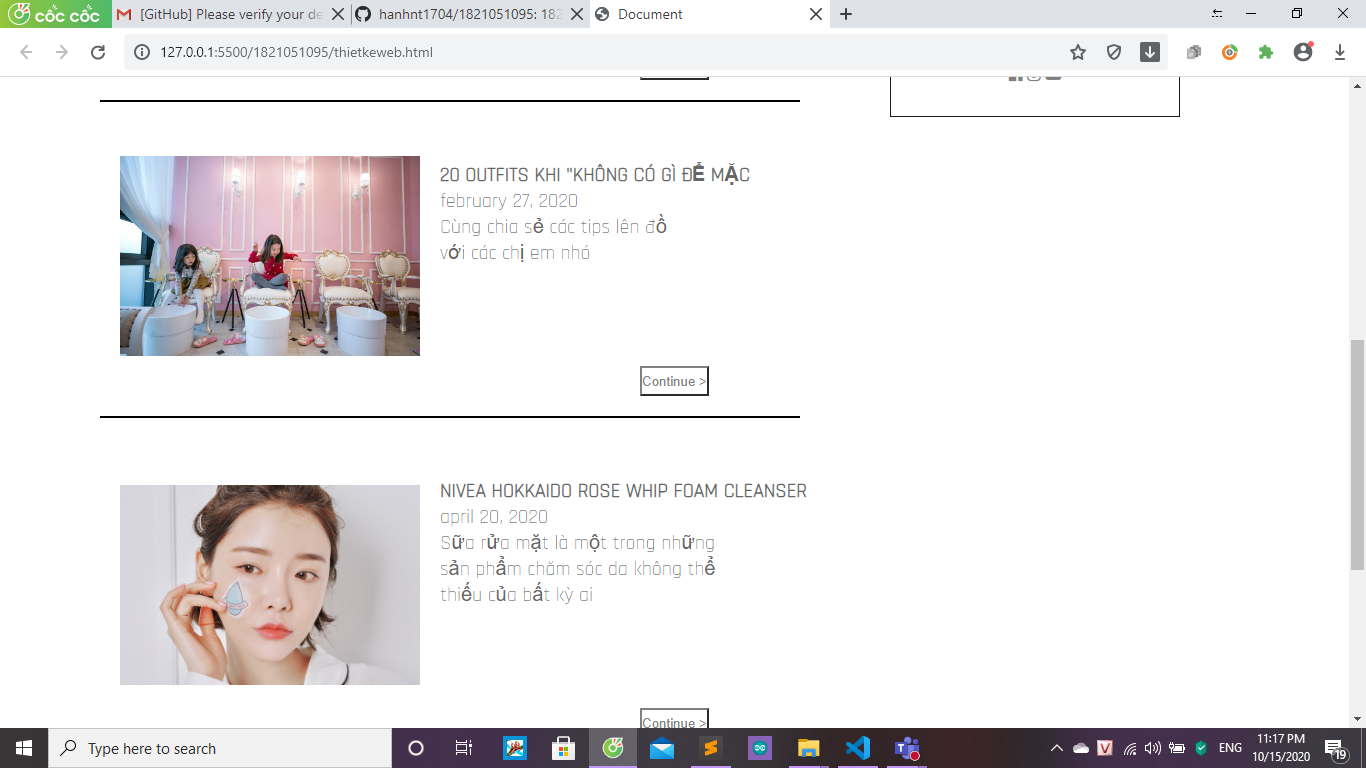 cốc cốc
[GitHub] Please verify your de
hanhnt1704/1821051095: 182
Document
127.0.0.1:5500/1821051095/thietkeweb.html
20 OUTFITS KHI "KHÔNG CÓ GÌ ĐỂ MẶC
february 27, 2020
Cùng chia sẻ các tips lên đồ
với các chị em nhó
Continue >
NIVEA HOKKAIDO ROSE WHIP FOAM CLEANSER
april 20, 2020
Sữa rửa mặt là một trong những
sản phẩm chăm sóc da không thể
thiếu của bất kỳ ai
Continue >
Type here to search
ENG
11:17 PM
10/15/2020
19